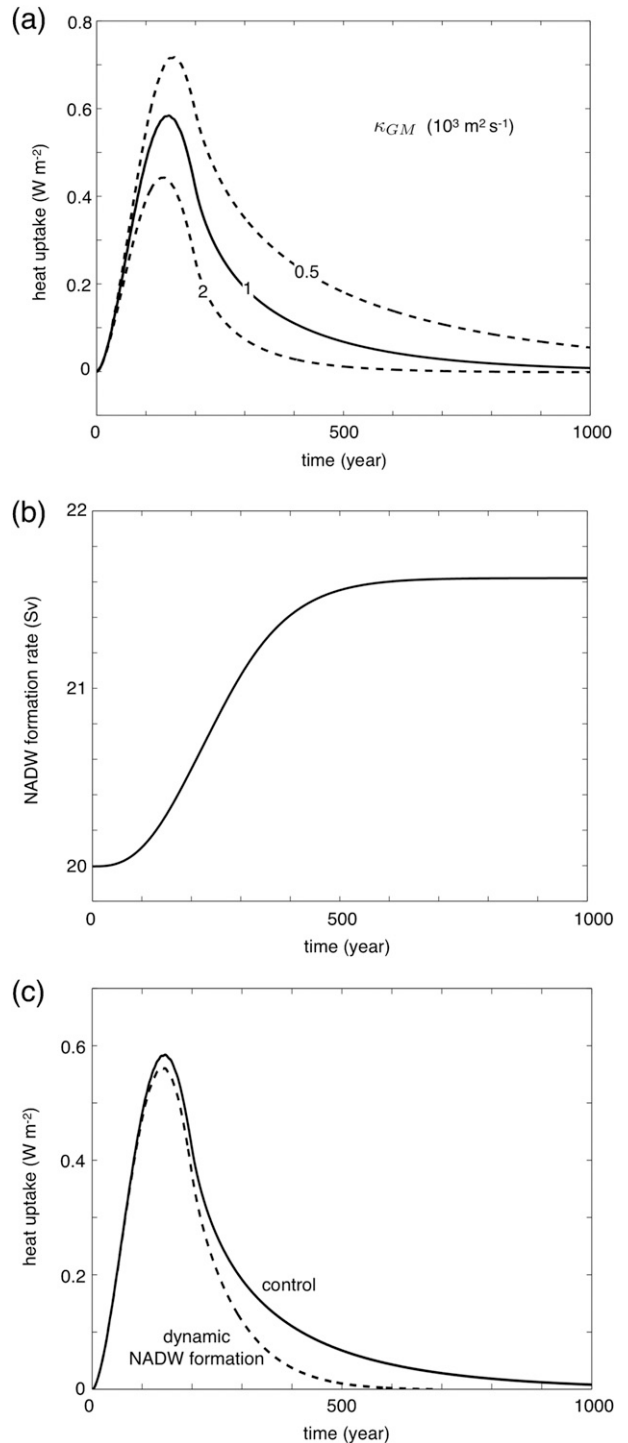 (a)
0.8
0.6
0.4
0.2
0
heat uptake (W m⁻²)
κGM (10³ m² s⁻¹)
0.5
1
2
0
500
1000
time (year)
(b)
22
21
20
NADW formation rate (Sv)
0
500
1000
time (year)
(c)
0.6
0.4
0.2
0
heat uptake (W m⁻²)
control
dynamic
NADW formation
0
500
1000
time (year)